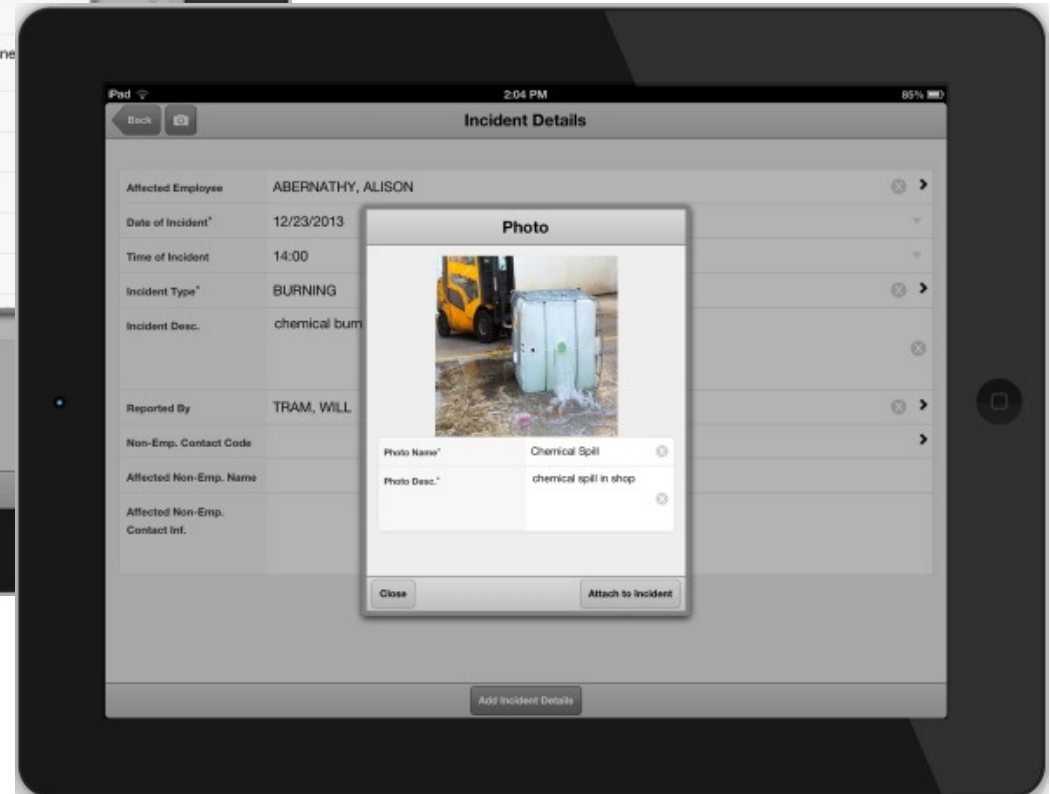 ne
iPad 2:04 PM 85%
Back Incident Details
Affected Employee ABERNATHY, ALISON
Date of Incident* 12/23/2013
Time of Incident 14:00
Incident Type* BURNING
Incident Desc. chemical burn
Reported By TRAM, WILL
Non-Emp. Contact Code
Affected Non-Emp. Name
Affected Non-Emp.
Contact Inf.
Photo
Photo Name* Chemical Spill
Photo Desc.* chemical spill in shop
Close Attach to Incident
Add Incident Details